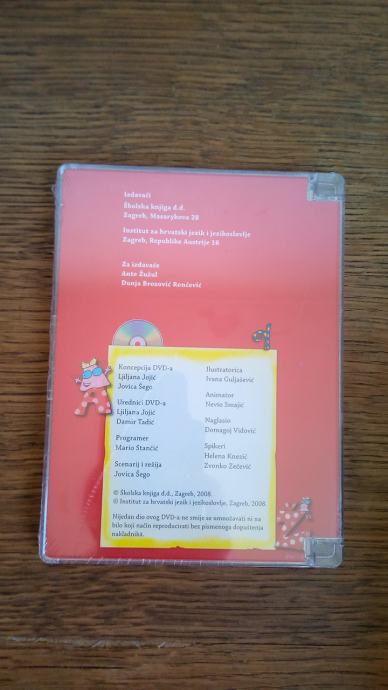 Izdavači
Školska knjiga d.d.
Zagreb, Masarykova 28
Institut za hrvatski jezik i jezikoslovlje
Zagreb, Republike Austrije 16
Za izdavače
Ante Žužul
Dunja Brozović Rončević
Koncepcija DVD-a
Ljiljana Jojić
Jovica Šego
Urednici DVD-a
Ljiljana Jojić
Damir Tadić
Programer
Mario Stančić
Scenarij i režija
Jovica Šego
Ilustratorica
Ivana Guljašević
Animator
Nevio Smajić
Naglasio
Domagoj Vidović
Spikeri
Helena Knezić
Zvonko Zečević
© Školska knjiga d.d., Zagreb, 2008.
© Institut za hrvatski jezik i jezikoslovlje, Zagreb, 2008.
Nijedan dio ovog DVD-a ne smije se umnožavati ni na
bilo koji način reproducirati bez pismenoga dopuštenja
nakladnika.